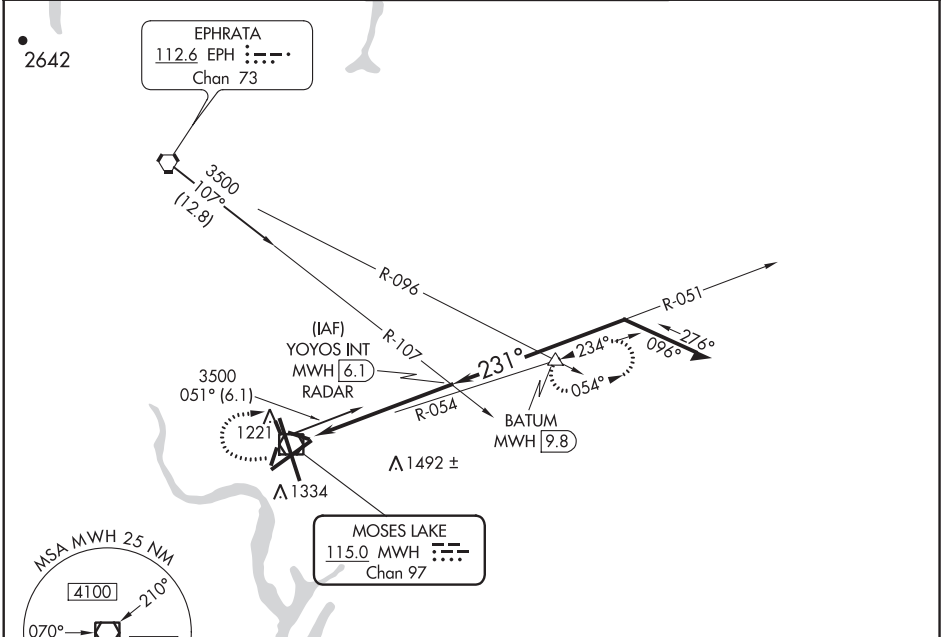 2642
EPHRATA
112.6 EPH
Chan 73
3500
107°
(12.8)
R-096
R-051
(IAF)
YOYOS INT
MWH 6.1
RADAR
R-107
231°
234°
276°
096°
054°
3500
051° (6.1)
R-054
BATUM
MWH 9.8
1221
1492 ±
1334
MOSES LAKE
115.0 MWH
Chan 97
MSA MWH 25 NM
4100
210°
070°